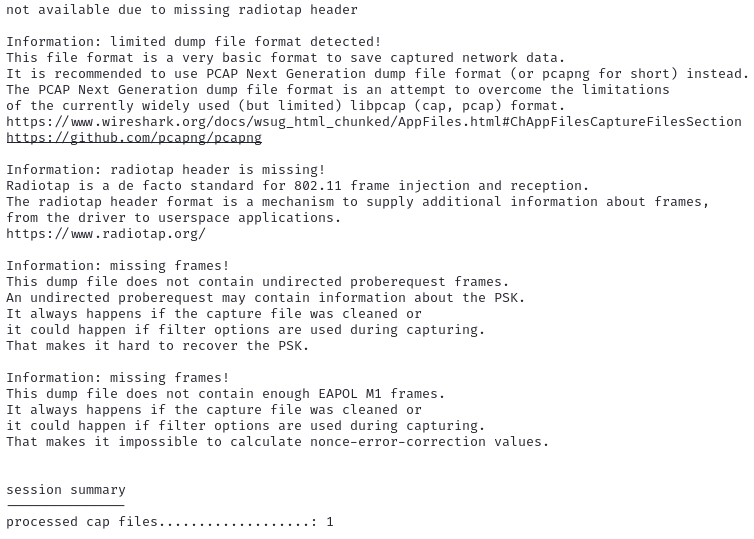 not available due to missing radiotap header
Information: limited dump file format detected!
This file format is a very basic format to save captured network data.
It is recommended to use PCAP Next Generation dump file format (or pcapng for short) instead.
The PCAP Next Generation dump file format is an attempt to overcome the limitations
of the currently widely used (but limited) libpcap (cap, pcap) format.
https://www.wireshark.org/docs/wsug_html_chunked/AppFiles.html#ChAppFilesCaptureFilesSection
https://github.com/pcapng/pcapng
Information: radiotap header is missing!
Radiotap is a de facto standard for 802.11 frame injection and reception.
The radiotap header format is a mechanism to supply additional information about frames,
from the driver to userspace applications.
https://www.radiotap.org/
Information: missing frames!
This dump file does not contain undirected proberequest frames.
An undirected proberequest may contain information about the PSK.
It always happens if the capture file was cleaned or
it could happen if filter options are used during capturing.
That makes it hard to recover the PSK.
Information: missing frames!
This dump file does not contain enough EAPOL M1 frames.
It always happens if the capture file was cleaned or
it could happen if filter options are used during capturing.
That makes it impossible to calculate nonce-error-correction values.
session summary
---------------
processed cap files...................: 1